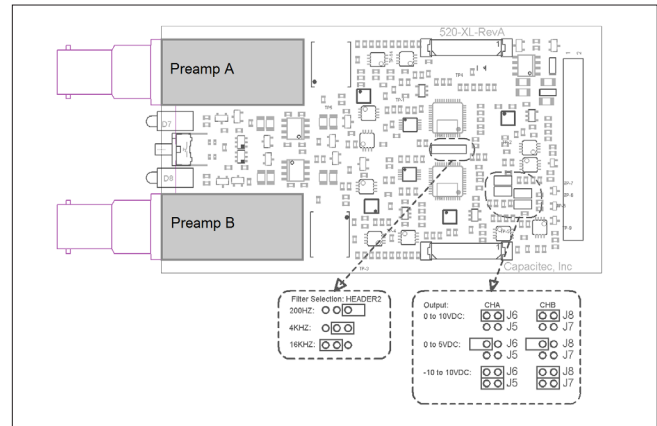 520-XL-RevA
Preamp A
D7
D8
Preamp B
Capacitec, Inc
Filter Selection: HEADER2
200HZ:
4KHZ:
16KHZ:
Output: CHA CHB
0 to 10VDC: J6 J8
J5 J7
0 to 5VDC: J6 J8
J5 J7
-10 to 10VDC: J6 J8
J5 J7